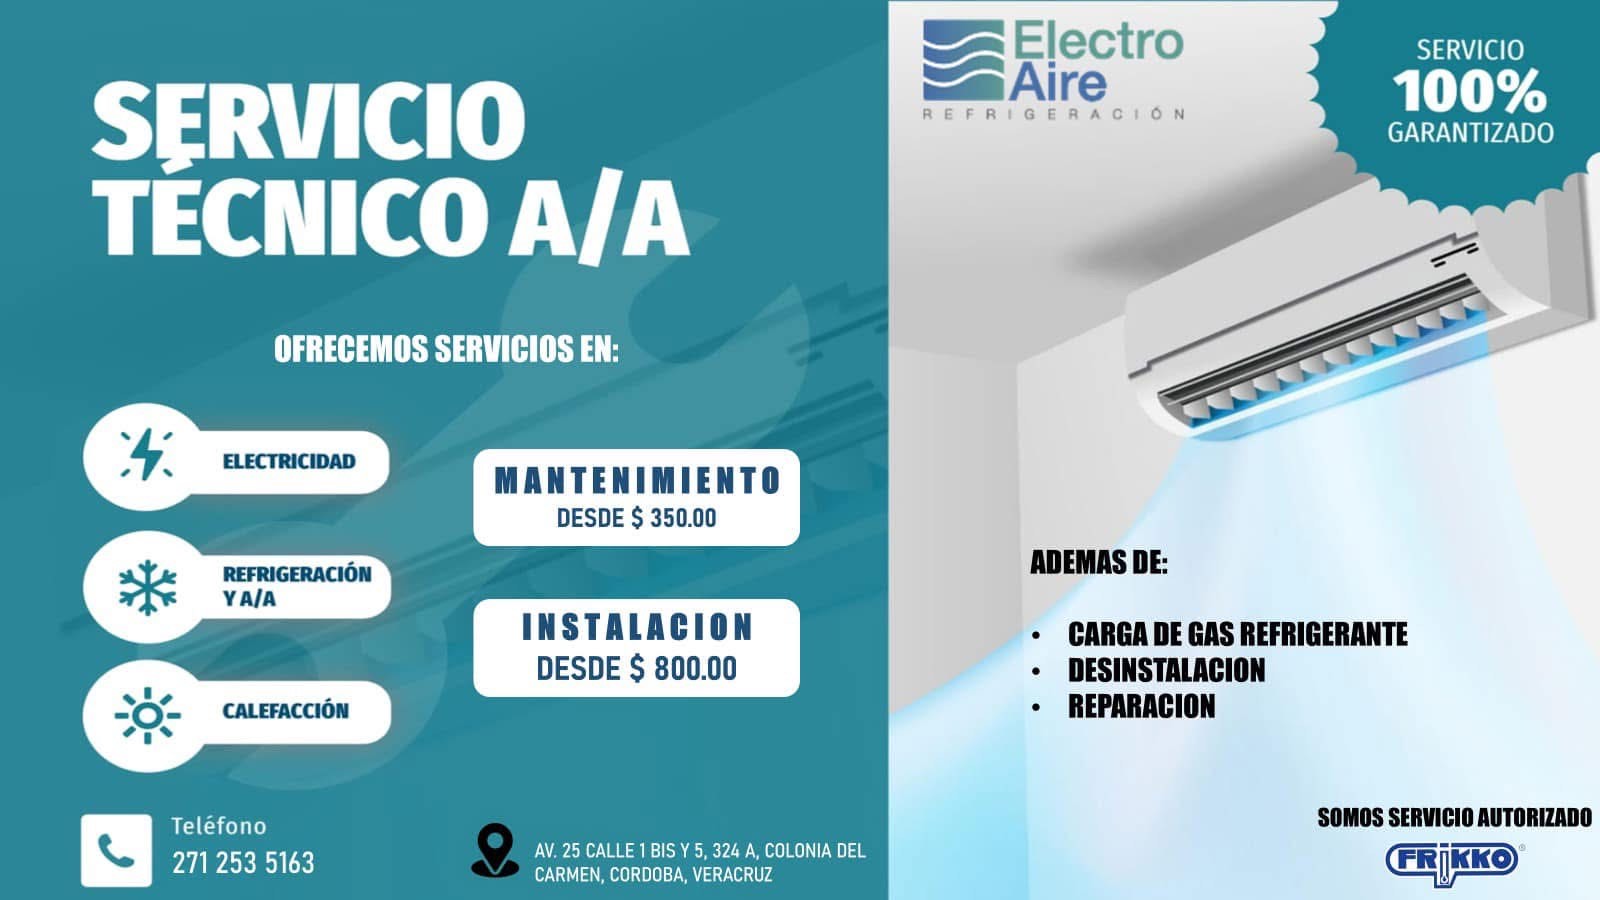 SERVICIO
TÉCNICO A/A
OFRECEMOS SERVICIOS EN:
ELECTRICIDAD
REFRIGERACIÓN
Y A/A
CALEFACCIÓN
MANTENIMIENTO
DESDE $ 350.00
INSTALACION
DESDE $ 800.00
Teléfono
271 253 5163
AV. 25 CALLE 1 BIS Y 5, 324 A, COLONIA DEL
CARMEN, CORDOBA, VERACRUZ
Electro
Aire
REFRIGERACIÓN
SERVICIO
100%
GARANTIZADO
ADEMAS DE:
• CARGA DE GAS REFRIGERANTE
• DESINSTALACION
• REPARACION
SOMOS SERVICIO AUTORIZADO
FRIKKO®